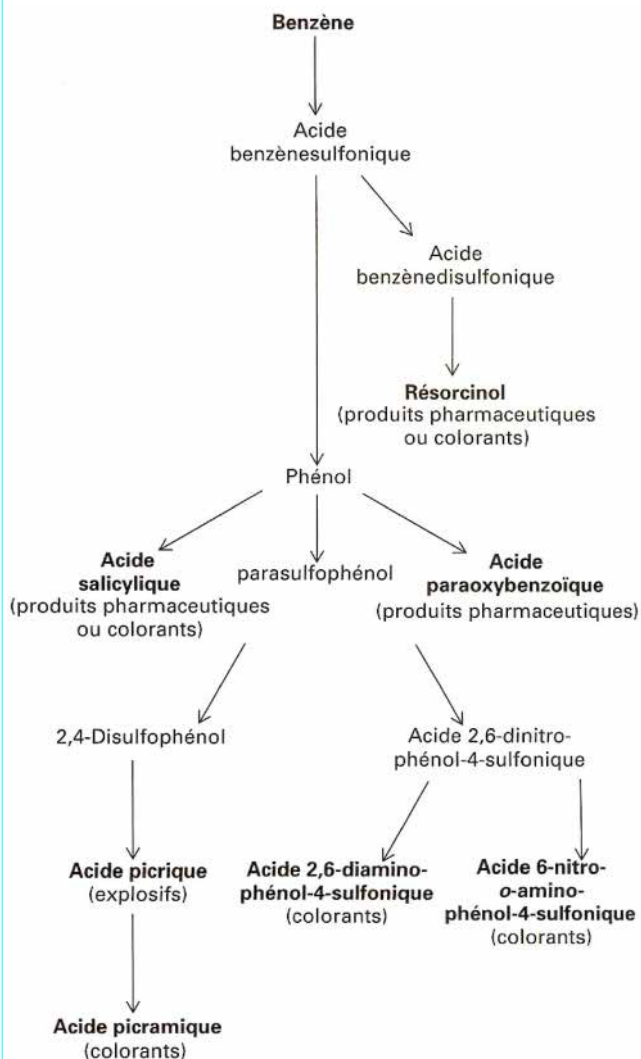 Benzène
Acide
benzènesulfonique
Acide
benzènedisulfonique
Résorcinol
(produits pharmaceutiques
ou colorants)
Phénol
Acide
salicylique
(produits pharmaceutiques
ou colorants)
parasulfophénol
Acide
paraoxybenzoïque
(produits pharmaceutiques)
2,4-Disulfophénol
Acide 2,6-dinitro-
phénol-4-sulfonique
Acide picrique
(explosifs)
Acide 2,6-diamino-
phénol-4-sulfonique
(colorants)
Acide 6-nitro-
o-amino-
phénol-4-sulfonique
(colorants)
Acide picramique
(colorants)